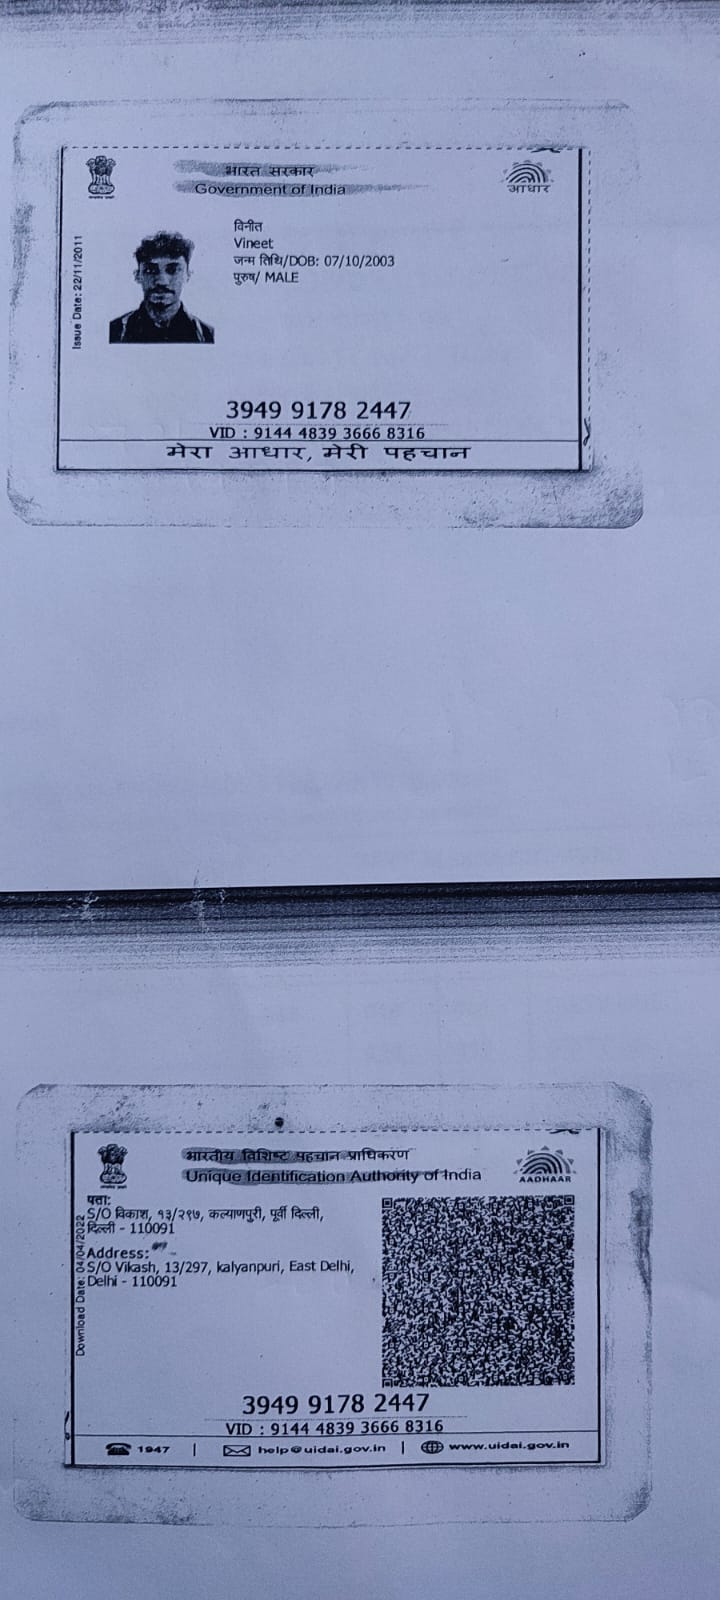 भारत सरकार
Government of India
आधार
Issue Date: 22/11/2011
विनीत
Vineet
जन्म तिथि/DOB: 07/10/2003
पुरुष/ MALE
3949 9178 2447
VID : 9144 4839 3666 8316
मेरा आधार, मेरी पहचान
भारतीय विशिष्ट पहचान प्राधिकरण
Unique Identification Authority of India
AADHAAR
Download Date: 04/04/2022
पता:
S/O विकाश, १३/२९७, कल्याणपुरी, पूर्वी दिल्ली,
दिल्ली - 110091
Address:
S/O Vikash, 13/297, kalyanpuri, East Delhi,
Delhi - 110091
3949 9178 2447
VID : 9144 4839 3666 8316
1947 | help@uidai.gov.in | www.uidai.gov.in